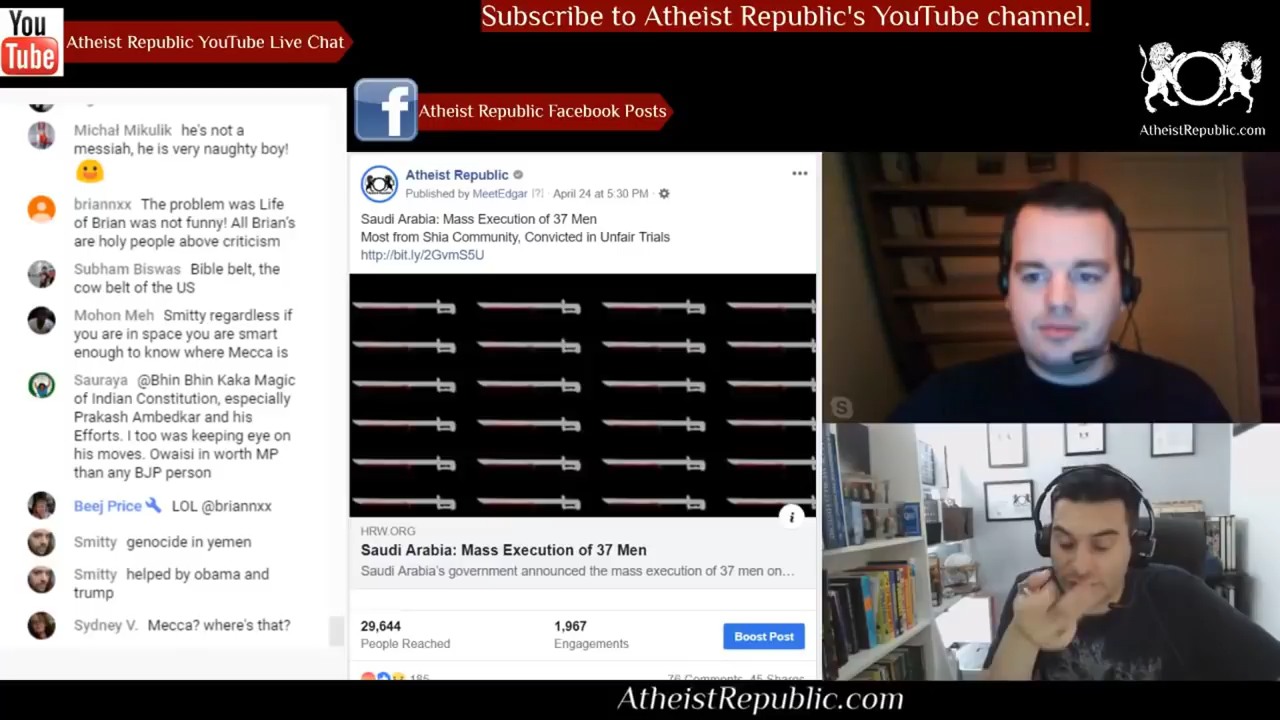 Subscribe to Atheist Republic's YouTube channel.
You
Tube
Atheist Republic YouTube Live Chat
AtheistRepublic.com
f
Atheist Republic Facebook Posts
Michał Mikulik he's not a
messiah, he is very naughty boy!
briannxx The problem was Life
of Brian was not funny! All Brian's
are holy people above criticism
Subham Biswas Bible belt, the
cow belt of the US
Mohon Meh Smitty regardless if
you are in space you are smart
enough to know where Mecca is
Sauraya @Bhin Bhin Kaka Magic
of Indian Constitution, especially
Prakash Ambedkar and his
Efforts. I too was keeping eye on
his moves. Owaisi in worth MP
than any BJP person
Beej Price LOL @briannxx
Smitty genocide in yemen
Smitty helped by obama and
trump
Sydney V. Mecca? where's that?
Atheist Republic
Published by MeetEdgar [?] · April 24 at 5:30 PM ·
Saudi Arabia: Mass Execution of 37 Men
Most from Shia Community, Convicted in Unfair Trials
http://bit.ly/2GvmS5U
i
HRW.ORG
Saudi Arabia: Mass Execution of 37 Men
Saudi Arabia's government announced the mass execution of 37 men on...
29,644
People Reached
1,967
Engagements
Boost Post
185
76 Comments 45 Shares
AtheistRepublic.com